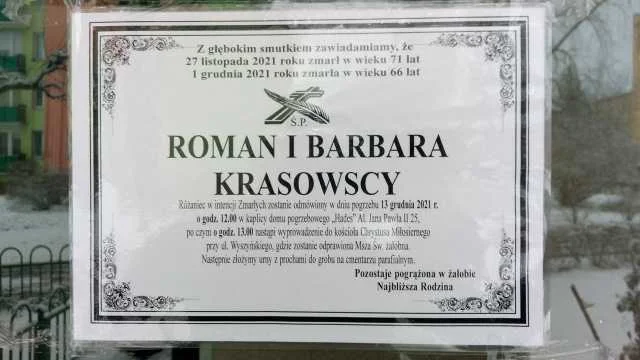 Z głębokim smutkiem zawiadamiamy, że
27 listopada 2021 roku zmarł w wieku 71 lat
1 grudnia 2021 roku zmarła w wieku 66 lat
Ś.P.
ROMAN I BARBARA
KRASOWSCY
Różaniec w intencji Zmarłych zostanie odmówiony w dniu pogrzebu 13 grudnia 2021 r.
o godz. 12.00 w kaplicy domu pogrzebowego „Hades" Al. Jana Pawła II 25,
po czym o godz. 13.00 nastąpi wyprowadzenie do kościoła Chrystusa Miłosiernego
przy ul. Wyszyńskiego, gdzie zostanie odprawiona Msza Św. żałobna.
Następnie złożymy urny z prochami do grobu na cmentarzu parafialnym.
Pozostaje pogrążona w żałobie
Najbliższa Rodzina